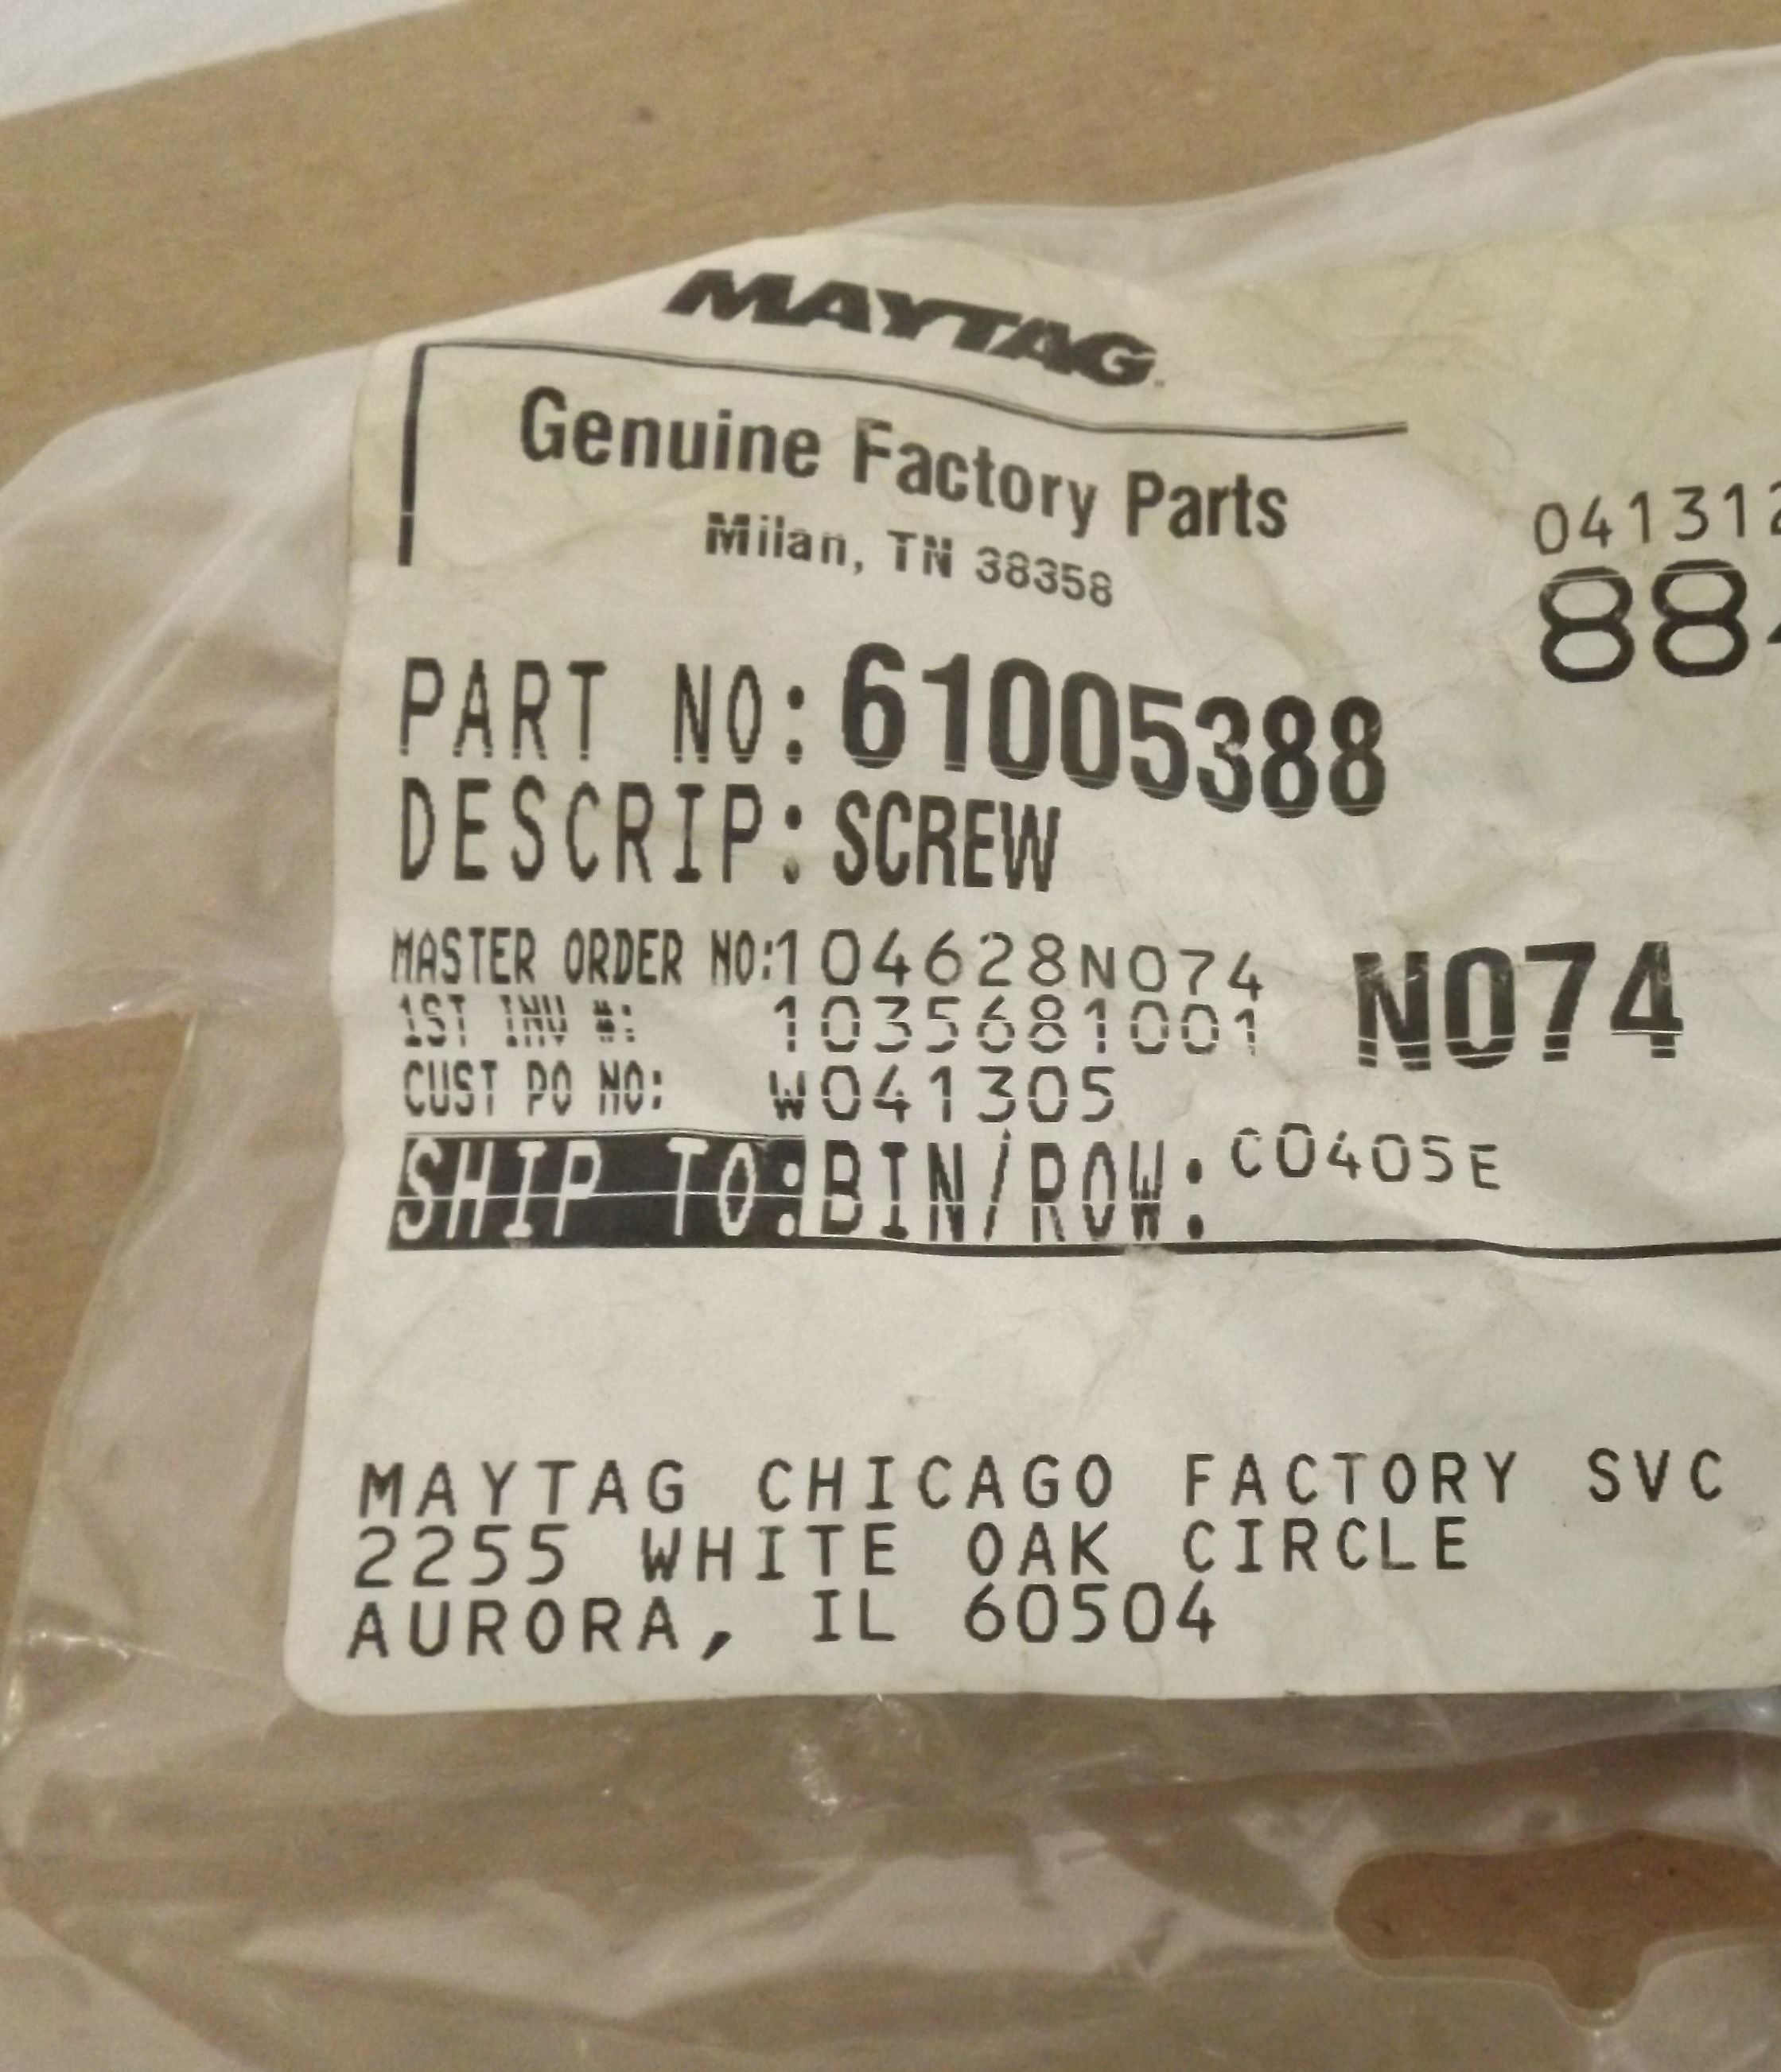 MAYTAG
Genuine Factory Parts
Milan, TN 38358
041312
88
PART NO: 61005388
DESCRIP: SCREW
MASTER ORDER NO: 104628N074
N074
1ST INV #: 1035681001
CUST PO NO: W041305
SHIP TO: BIN/ROW: C0405E
MAYTAG CHICAGO FACTORY SVC
2255 WHITE OAK CIRCLE
AURORA, IL 60504